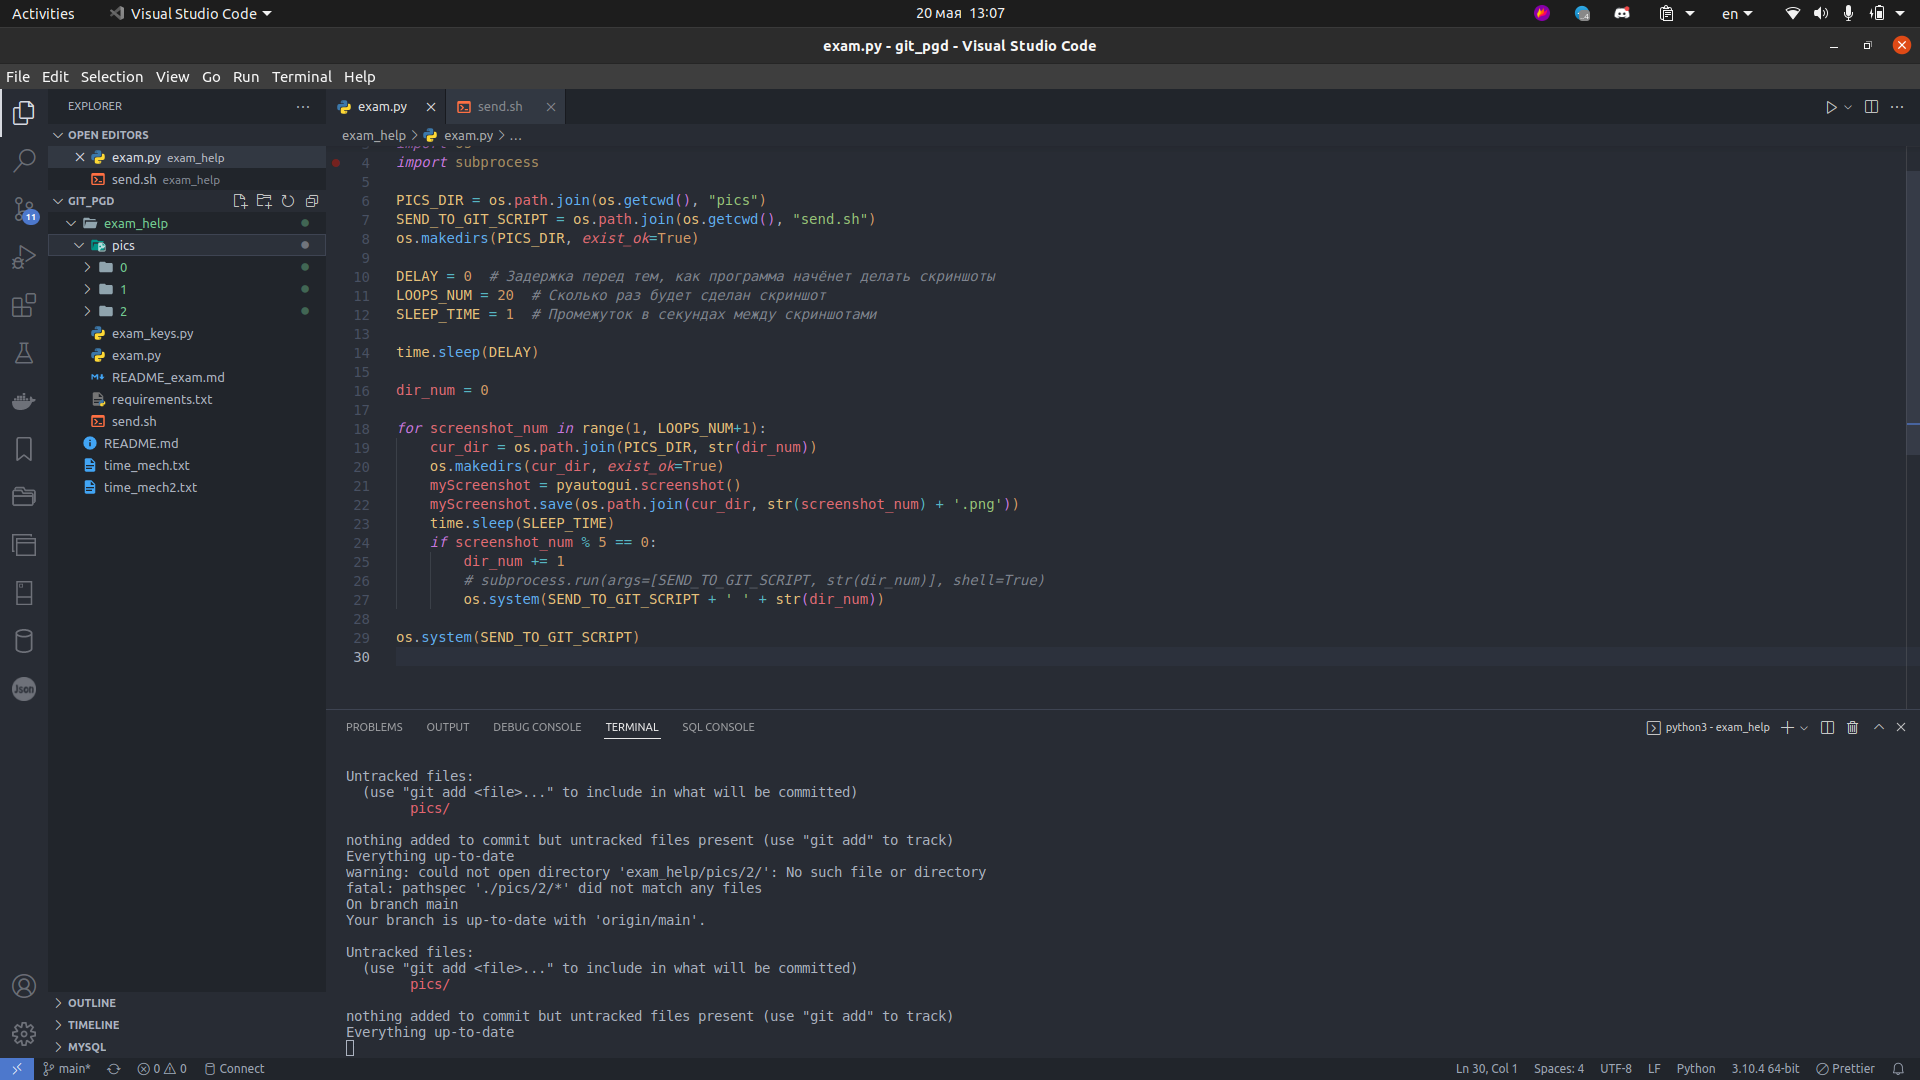 Activities
Visual Studio Code
20 мая 13:07
en
exam.py - git_pgd - Visual Studio Code
File Edit Selection View Go Run Terminal Help
EXPLORER
OPEN EDITORS
exam.py exam_help
send.sh exam_help
GIT_PGD
exam_help
pics
0
1
2
exam_keys.py
exam.py
README_exam.md
requirements.txt
send.sh
README.md
time_mech.txt
time_mech2.txt
OUTLINE
TIMELINE
MYSQL
11
Json
exam.py
send.sh
exam_help > exam.py > ...
3 import os
4 import subprocess
5
6 PICS_DIR = os.path.join(os.getcwd(), "pics")
7 SEND_TO_GIT_SCRIPT = os.path.join(os.getcwd(), "send.sh")
8 os.makedirs(PICS_DIR, exist_ok=True)
9
10 DELAY = 0  # Задержка перед тем, как программа начёнет делать скриншоты
11 LOOPS_NUM = 20  # Сколько раз будет сделан скриншот
12 SLEEP_TIME = 1  # Промежуток в секундах между скриншотами
13
14 time.sleep(DELAY)
15
16 dir_num = 0
17
18 for screenshot_num in range(1, LOOPS_NUM+1):
19     cur_dir = os.path.join(PICS_DIR, str(dir_num))
20     os.makedirs(cur_dir, exist_ok=True)
21     myScreenshot = pyautogui.screenshot()
22     myScreenshot.save(os.path.join(cur_dir, str(screenshot_num) + '.png'))
23     time.sleep(SLEEP_TIME)
24     if screenshot_num % 5 == 0:
25         dir_num += 1
26         # subprocess.run(args=[SEND_TO_GIT_SCRIPT, str(dir_num)], shell=True)
27         os.system(SEND_TO_GIT_SCRIPT + ' ' + str(dir_num))
28
29 os.system(SEND_TO_GIT_SCRIPT)
30
PROBLEMS OUTPUT DEBUG CONSOLE TERMINAL SQL CONSOLE
python3 - exam_help
Untracked files:
  (use "git add <file>..." to include in what will be committed)
        pics/
nothing added to commit but untracked files present (use "git add" to track)
Everything up-to-date
warning: could not open directory 'exam_help/pics/2/': No such file or directory
fatal: pathspec './pics/2/*' did not match any files
On branch main
Your branch is up-to-date with 'origin/main'.
Untracked files:
  (use "git add <file>..." to include in what will be committed)
        pics/
nothing added to commit but untracked files present (use "git add" to track)
Everything up-to-date
main* 0 0 Connect
Ln 30, Col 1 Spaces: 4 UTF-8 LF Python 3.10.4 64-bit Prettier